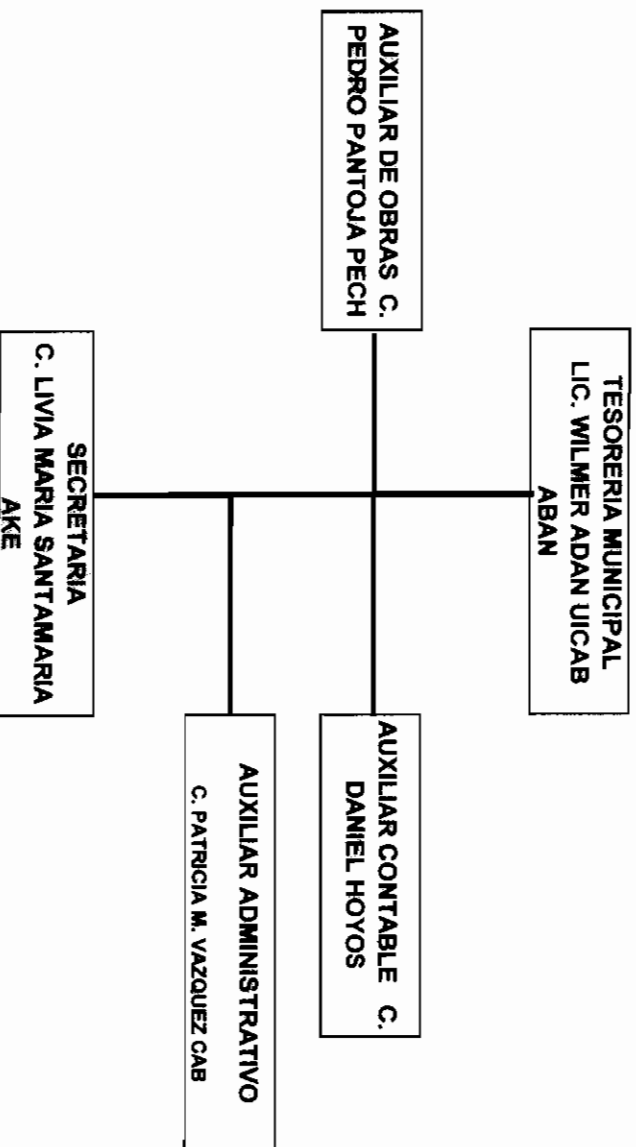 TESORERIA MUNICIPAL
LIC. WILMER ADAN UICAB
ABAN
AUXILIAR DE OBRAS C.
PEDRO PANTOJA PECH
AUXILIAR CONTABLE C.
DANIEL HOYOS
AUXILIAR ADMINISTRATIVO
C. PATRICIA M. VAZQUEZ CAB
SECRETARIA
C. LIVIA MARIA SANTAMARIA
AKE